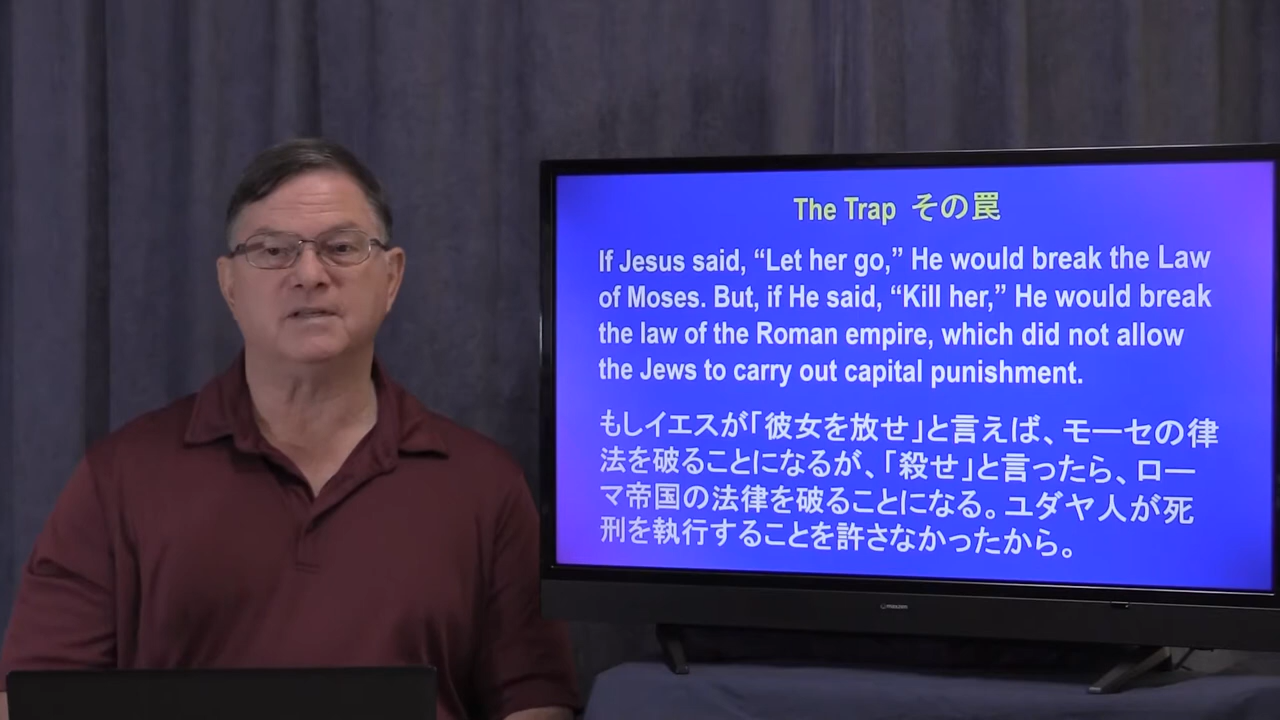 The Trap その罠
If Jesus said, “Let her go,” He would break the Law
of Moses. But, if He said, “Kill her,” He would break
the law of the Roman empire, which did not allow
the Jews to carry out capital punishment.
もしイエスが「彼女を放せ」と言えば、モーセの律
法を破ることになるが、「殺せ」と言ったら、ロー
マ帝国の法律を破ることになる。ユダヤ人が死
刑を執行することを許さなかったから。